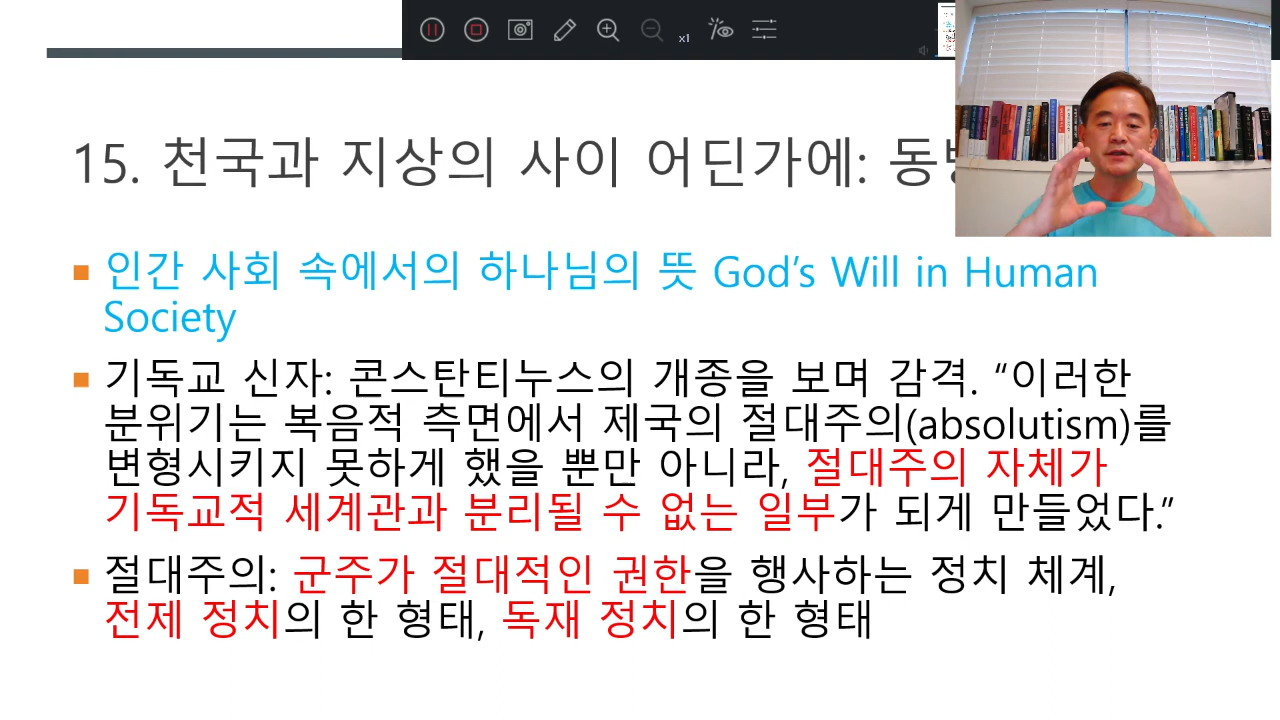 x1
15. 천국과 지상의 사이 어딘가에:
인간 사회 속에서의 하나님의 뜻 God’s Will in Human
Society
기독교 신자: 콘스탄티누스의 개종을 보며 감격. “이러한
분위기는 복음적 측면에서 제국의 절대주의(absolutism)를
변형시키지 못하게 했을 뿐만 아니라, 절대주의 자체가
기독교적 세계관과 분리될 수 없는 일부가 되게 만들었다.”
절대주의: 군주가 절대적인 권한을 행사하는 정치 체계,
전제 정치의 한 형태, 독재 정치의 한 형태